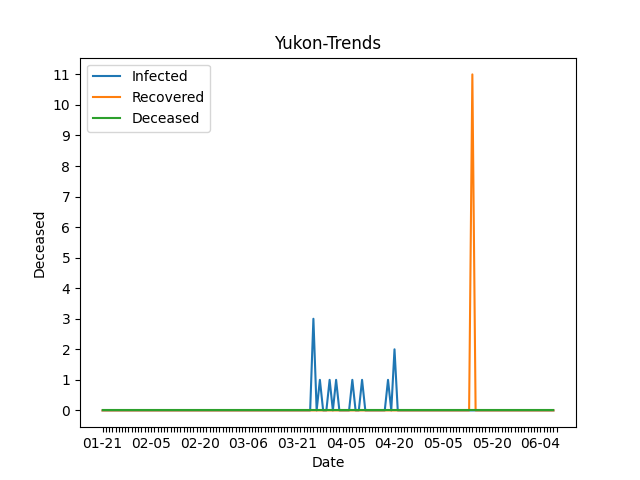 Yukon-Trends
Infected
Recovered
Deceased
11
10
9
8
7
6
5
4
3
2
1
0
Deceased
01-21 02-05 02-20 03-06 03-21 04-05 04-20 05-05 05-20 06-04
Date